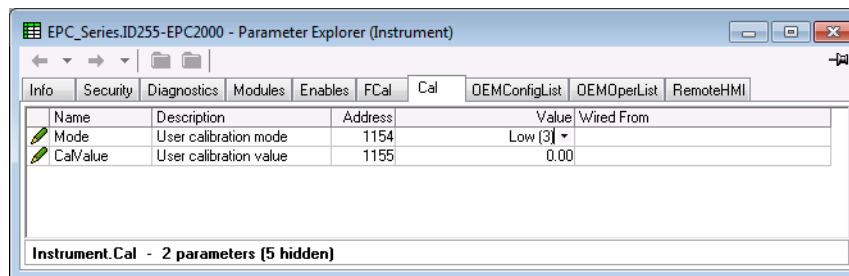 EPC_Series.ID255-EPC2000 - Parameter Explorer (Instrument)
Info Security Diagnostics Modules Enables FCal Cal OEMConfigList OEMOperList RemoteHMI
Name Description Address Value Wired From
Mode User calibration mode 1154 Low (3)
CalValue User calibration value 1155 0.00
Instrument.Cal - 2 parameters (5 hidden)